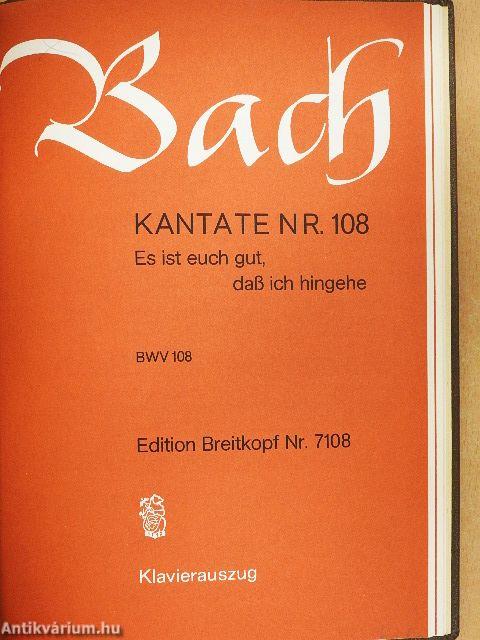 Bach
KANTATE NR. 108
Es ist euch gut,
daß ich hingehe
BWV 108
Edition Breitkopf Nr. 7108
Klavierauszug
Antikvárium.hu